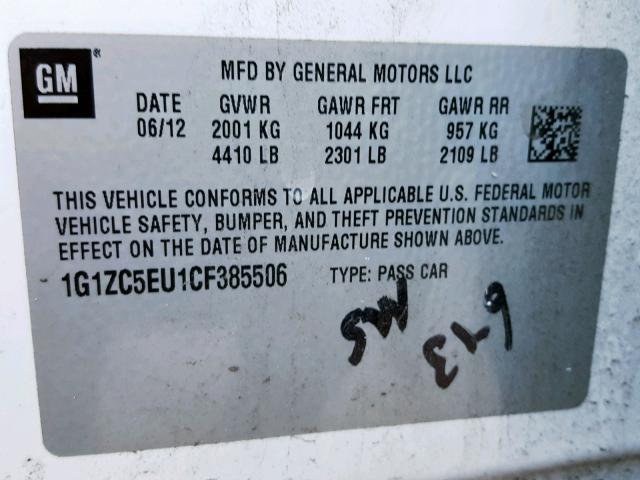 GM®
MFD BY GENERAL MOTORS LLC
DATE GVWR GAWR FRT GAWR RR
06/12 2001 KG 1044 KG 957 KG
4410 LB 2301 LB 2109 LB
THIS VEHICLE CONFORMS TO ALL APPLICABLE U.S. FEDERAL MOTOR
VEHICLE SAFETY, BUMPER, AND THEFT PREVENTION STANDARDS IN
EFFECT ON THE DATE OF MANUFACTURE SHOWN ABOVE.
1G1ZC5EU1CF385506 TYPE: PASS CAR